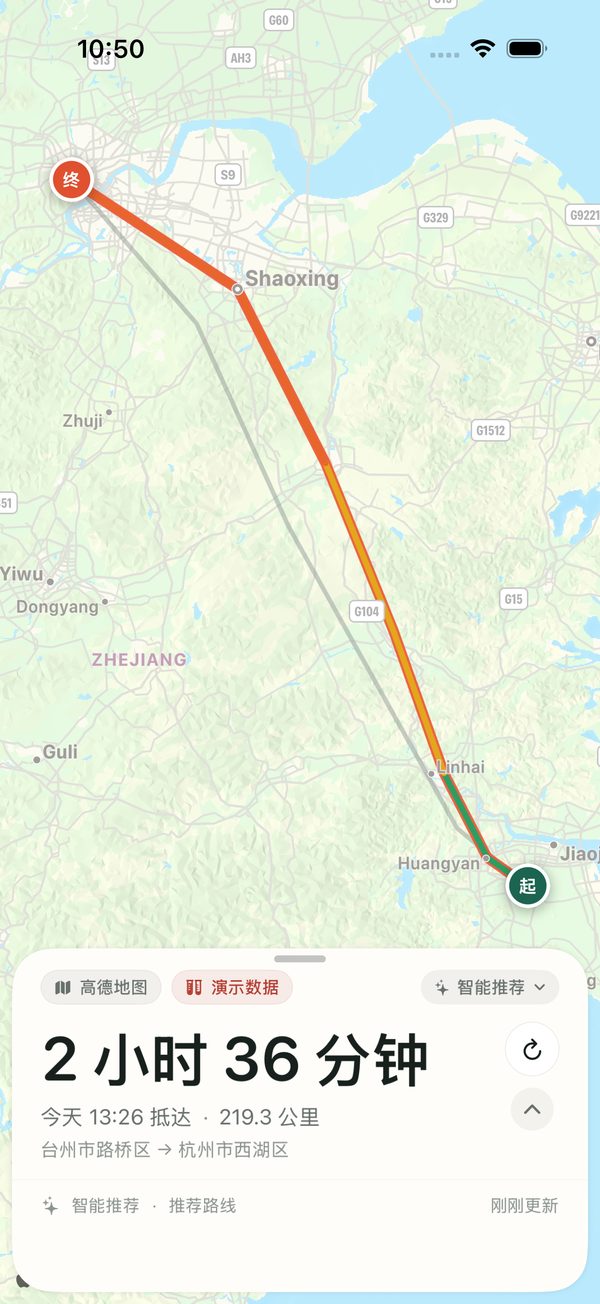 G60
10:50
S13
AH3
终
S9
G329
G9221
Shaoxing
Zhuji
G1512
51
Yiwu
Dongyang
G15
G104
ZHEJIANG
Guli
Linhai
Huangyan
Jiaoj
起
高德地图
演示数据
智能推荐
2 小时 36 分钟
今天 13:26 抵达 · 219.3 公里
台州市路桥区 → 杭州市西湖区
智能推荐 · 推荐路线
刚刚更新